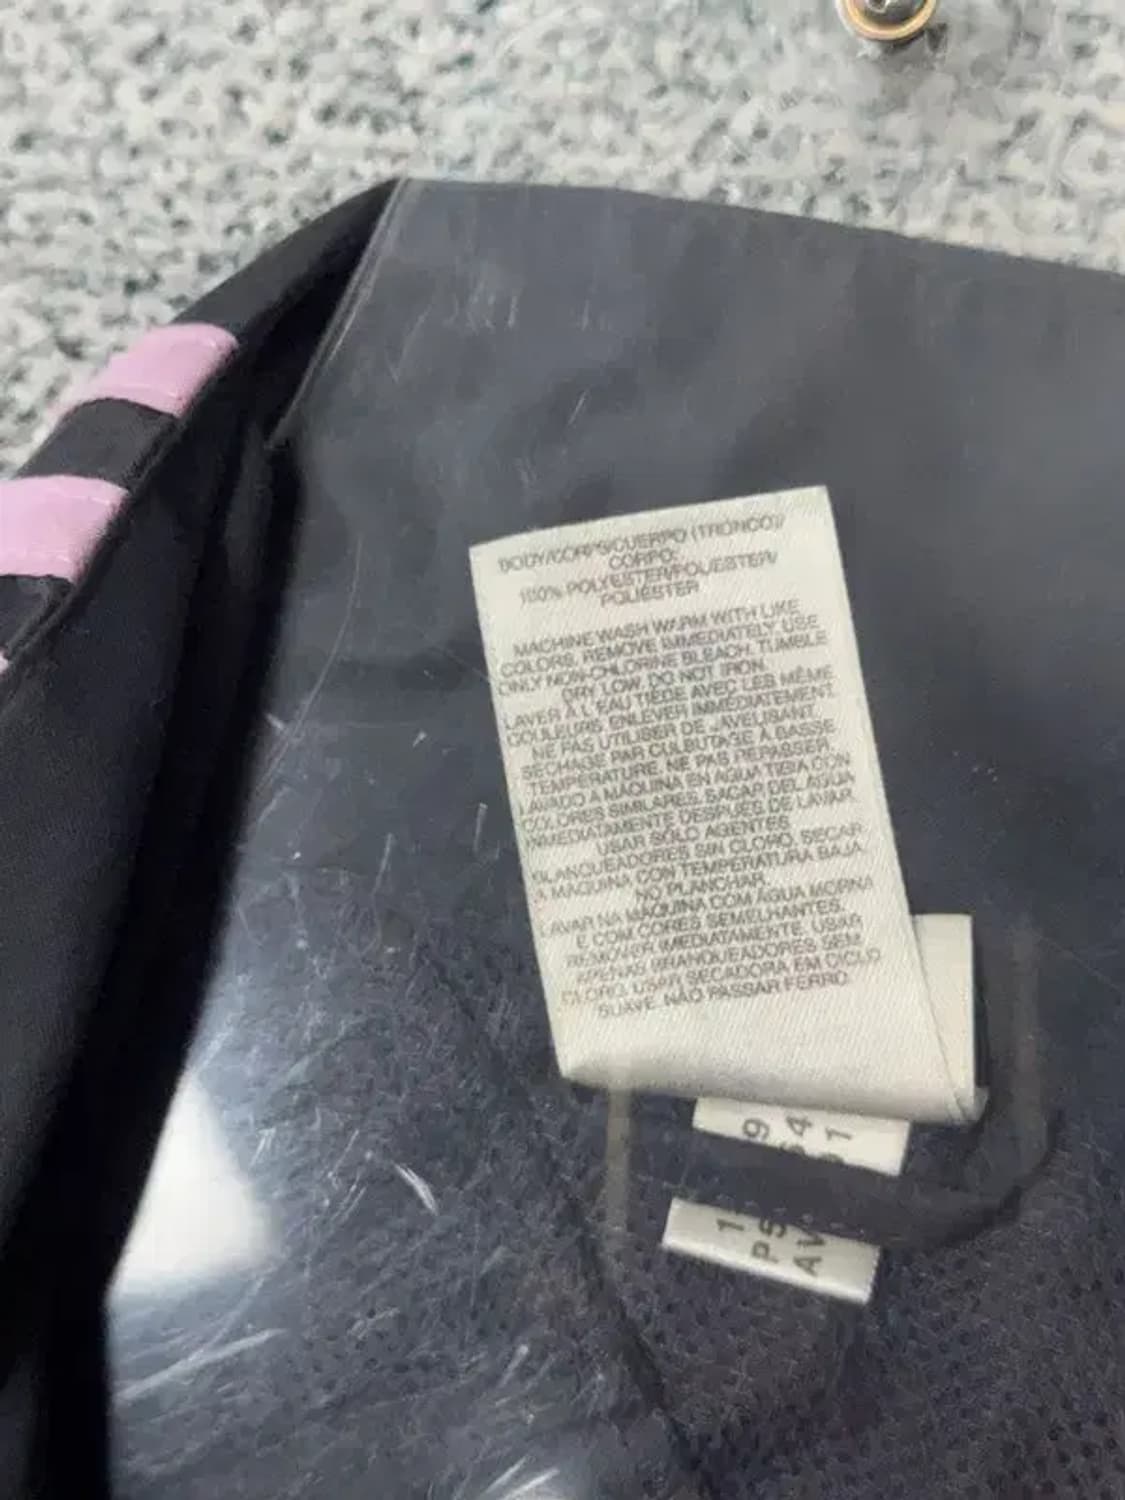 BODY/CORPS/CUERPO (TRONCO)/
CORPO:
100% POLYESTER/POLIESTER/
POLIÉSTER
MACHINE WASH WARM WITH LIKE
COLORS. REMOVE IMMEDIATELY. USE
ONLY NON-CHLORINE BLEACH. TUMBLE
DRY LOW. DO NOT IRON.
LAVER À L'EAU TIÈDE AVEC LES MÊME
COULEURS. ENLEVER IMMÉDIATEMENT.
NE PAS UTILISER DE JAVELISANT.
SÉCHAGE PAR CULBUTAGE À BASSE
TEMPÉRATURE. NE PAS REPASSER.
LAVADO A MÁQUINA EN AGUA TIBIA CON
COLORES SIMILARES. SACAR DEL AGUA
INMEDIATAMENTE DESPUÉS DE LAVAR.
USAR SÓLO AGENTES
BLANQUEADORES SIN CLORO. SECAR
A MÁQUINA CON TEMPERATURA BAJA.
NO PLANCHAR.
LAVAR NA MÁQUINA COM ÁGUA MORNA
E COM CORES SEMELHANTES.
REMOVER IMEDIATAMENTE. USAR
APENAS BRANQUEADORES SEM
CLORO. USAR SECADORA EM CICLO
SUAVE. NÃO PASSAR FERRO.